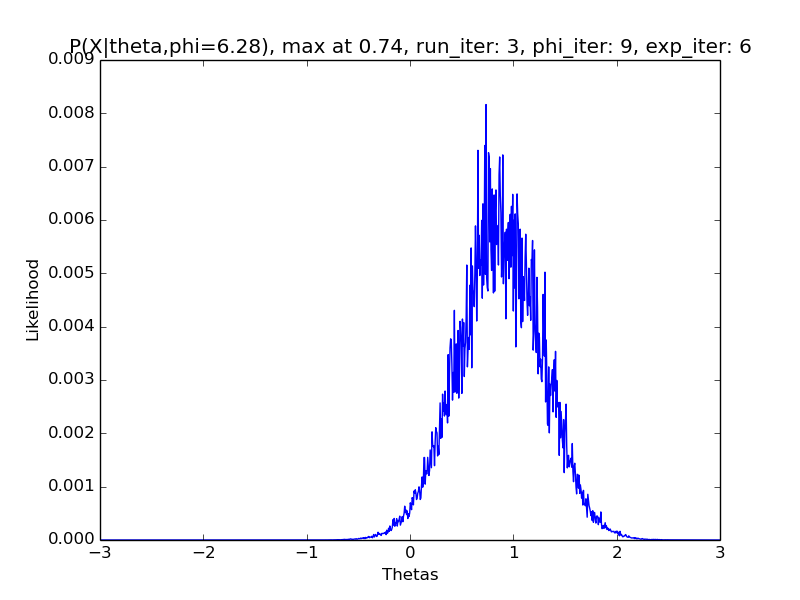 P(X|theta,phi=6.28), max at 0.74, run_iter: 3, phi_iter: 9, exp_iter: 6
0.009
0.008
0.007
0.006
0.005
0.004
0.003
0.002
0.001
0.000
Likelihood
−3 −2 −1 0 1 2 3
Thetas